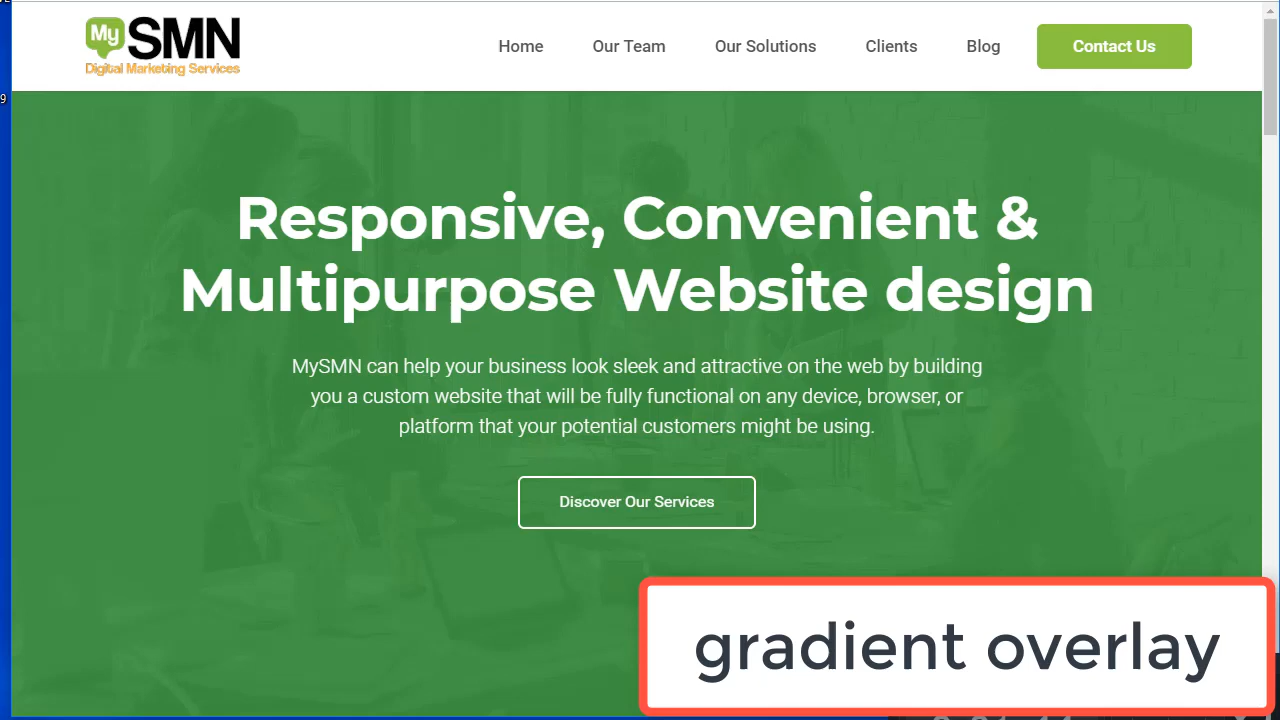 My SMN
Digital Marketing Services
Home
Our Team
Our Solutions
Clients
Blog
Contact Us
9
Responsive, Convenient &
Multipurpose Website design
MySMN can help your business look sleek and attractive on the web by building
you a custom website that will be fully functional on any device, browser, or
platform that your potential customers might be using.
Discover Our Services
gradient overlay